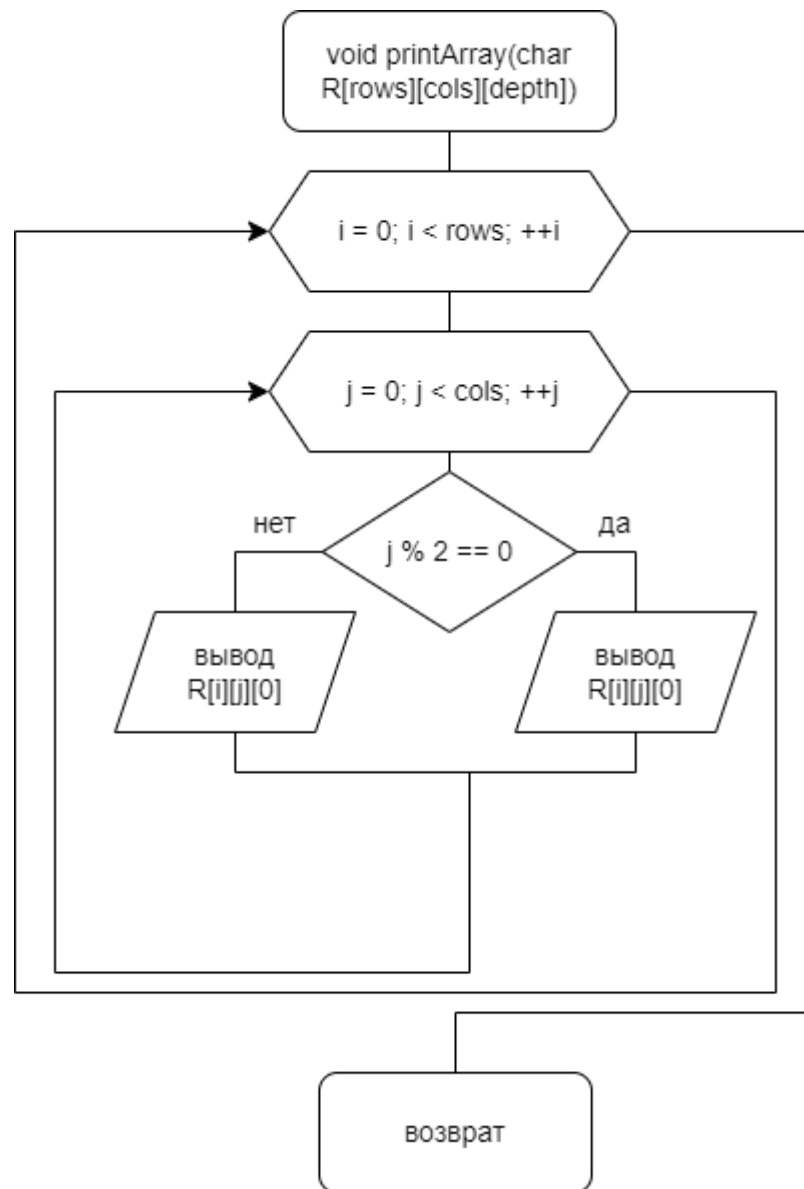 void printArray(char
R[rows][cols][depth])
i = 0; i < rows; ++i
j = 0; j < cols; ++j
нет
да
j % 2 == 0
вывод
R[i][j][0]
вывод
R[i][j][0]
возврат